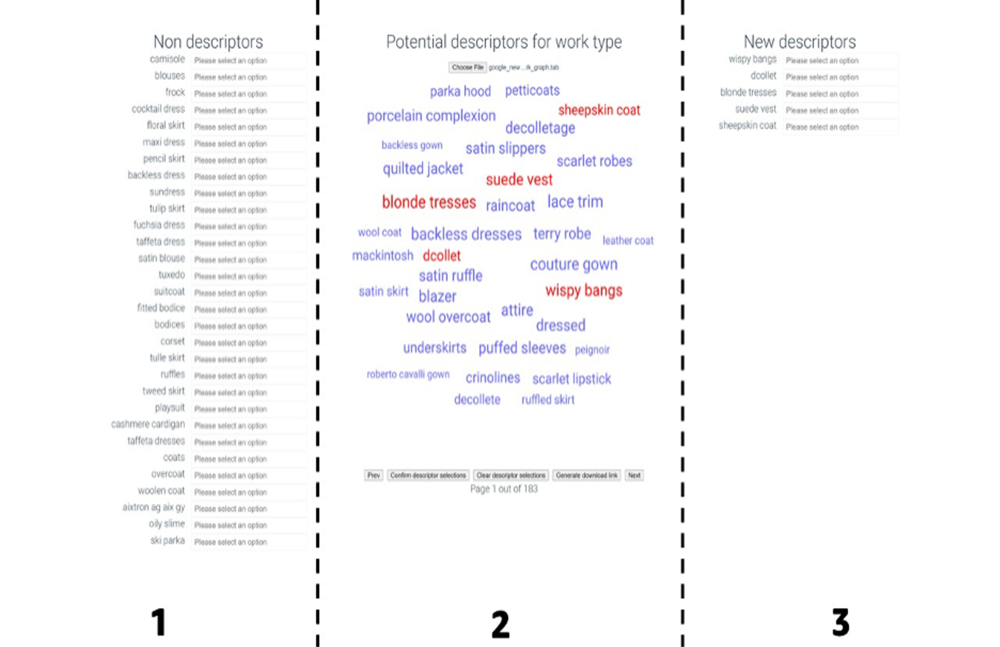 Non descriptors
camisole Please select an option
blouses Please select an option
frock Please select an option
cocktail dress Please select an option
floral skirt Please select an option
maxi dress Please select an option
pencil skirt Please select an option
backless dress Please select an option
sundress Please select an option
tulip skirt Please select an option
fuchsia dress Please select an option
taffeta dress Please select an option
satin blouse Please select an option
tuxedo Please select an option
suitcoat Please select an option
fitted bodice Please select an option
bodices Please select an option
corset Please select an option
tulle skirt Please select an option
ruffles Please select an option
tweed skirt Please select an option
playsuit Please select an option
cashmere cardigan Please select an option
taffeta dresses Please select an option
coats Please select an option
overcoat Please select an option
woolen coat Please select an option
aixtron ag aix gy Please select an option
oily slime Please select an option
ski parka Please select an option
1
Potential descriptors for work type
Choose File google_new...rk_graph.tab
parka hood petticoats
sheepskin coat
porcelain complexion
decolletage
backless gown satin slippers
scarlet robes
quilted jacket
suede vest
blonde tresses raincoat lace trim
wool coat backless dresses terry robe leather coat
mackintosh dcollet
couture gown
satin ruffle
satin skirt blazer wispy bangs
wool overcoat attire
dressed
underskirts puffed sleeves peignoir
roberto cavalli gown crinolines scarlet lipstick
decollete ruffled skirt
Prev Confirm descriptor selections Clear descriptor selections Generate download link Next
Page 1 out of 183
2
New descriptors
wispy bangs Please select an option
dcollet Please select an option
blonde tresses Please select an option
suede vest Please select an option
sheepskin coat Please select an option
3